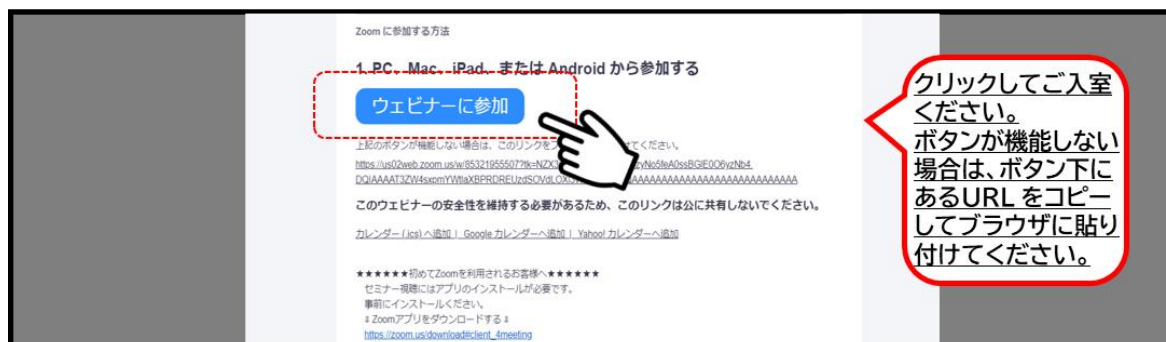 Zoom に参加する方法
1. PC、Mac、iPad、または Android から参加する
ウェビナーに参加
上記のボタンが機能しない場合は、このリンクをブ けてください。
https://us02web.zoom.us/w/85321955507?tk=
このウェビナーの安全性を維持する必要があるため、このリンクは公に共有しないでください。
カレンダー (.ics) へ追加 | Google カレンダーへ追加 | Yahoo! カレンダーへ追加
★★★★★★初めてZoomを利用されるお客様へ★★★★★★
セミナー視聴にはアプリのインストールが必要です。
事前にインストールください。
⇓Zoomアプリをダウンロードする⇓
https://zoom.us/download#client_4meeting
クリックしてご入室
ください。
ボタンが機能しない
場合は、ボタン下に
あるURL をコピー
してブラウザに貼り
付けてください。